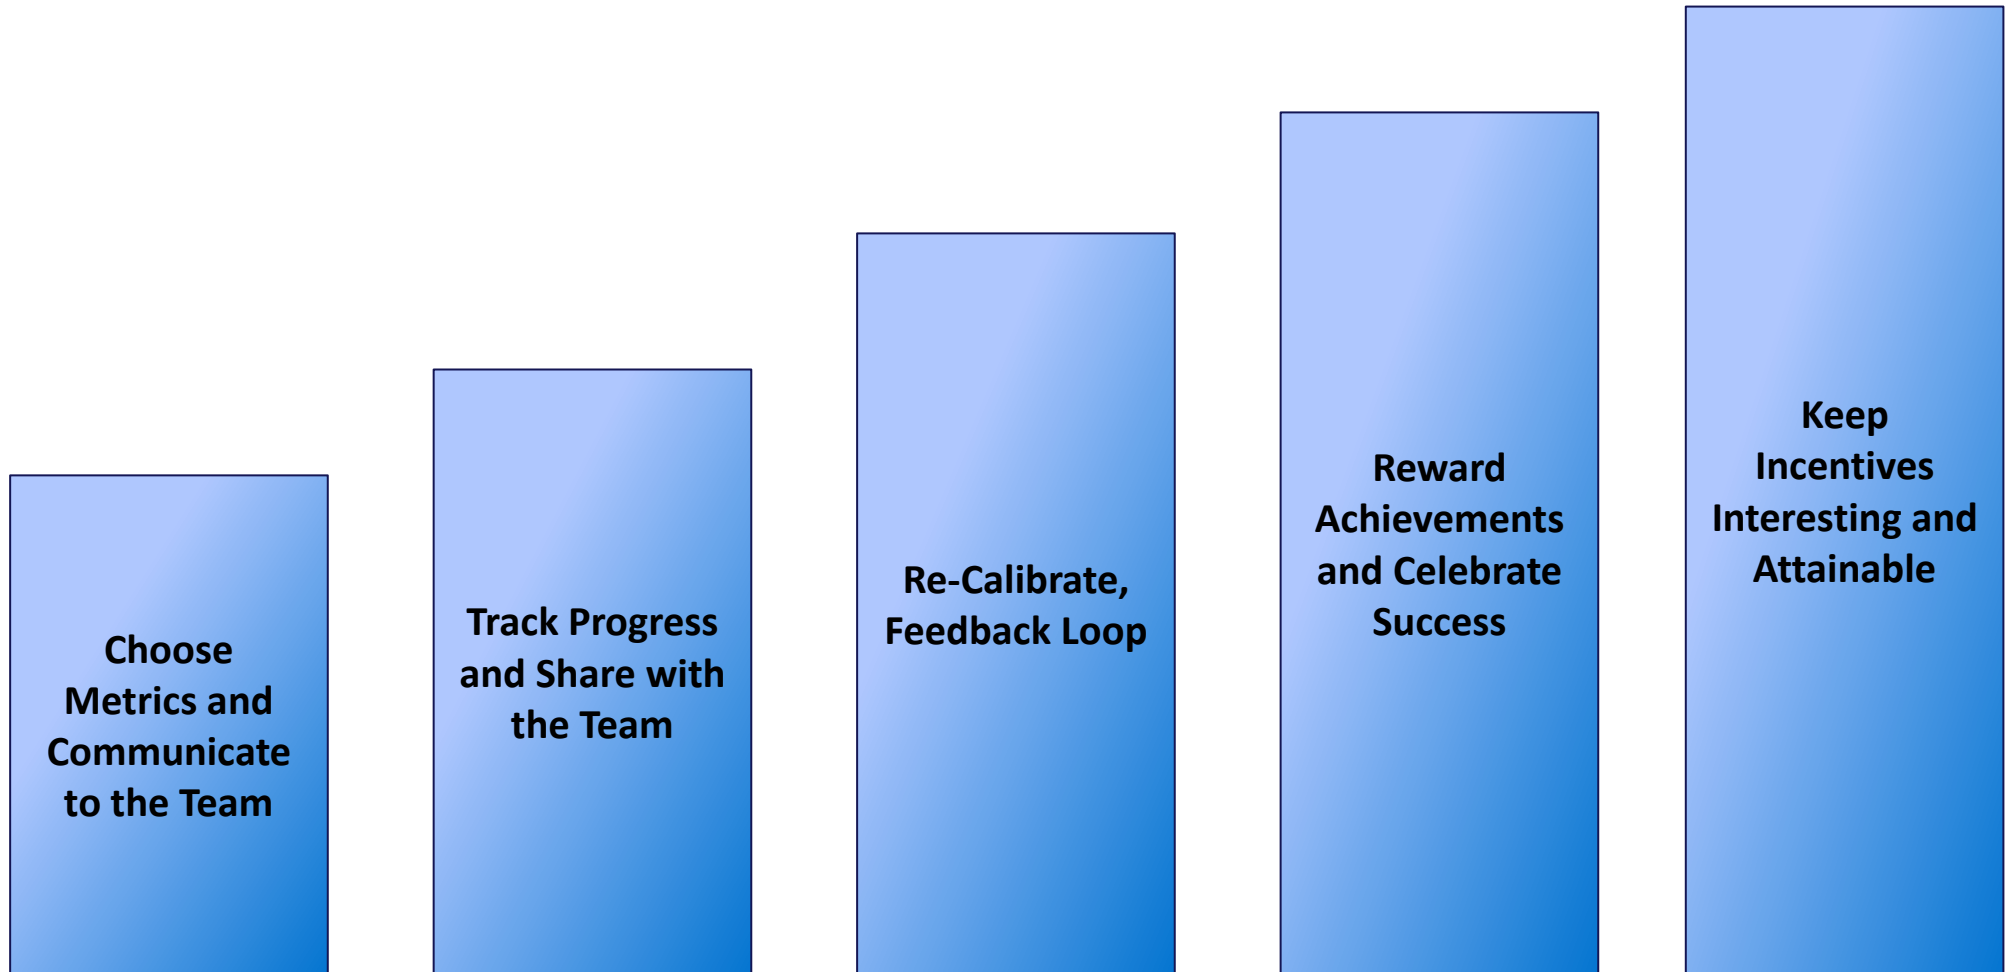 Choose
Metrics and
Communicate
to the Team
Track Progress
and Share with
the Team
Re-Calibrate,
Feedback Loop
Reward
Achievements
and Celebrate
Success
Keep
Incentives
Interesting and
Attainable